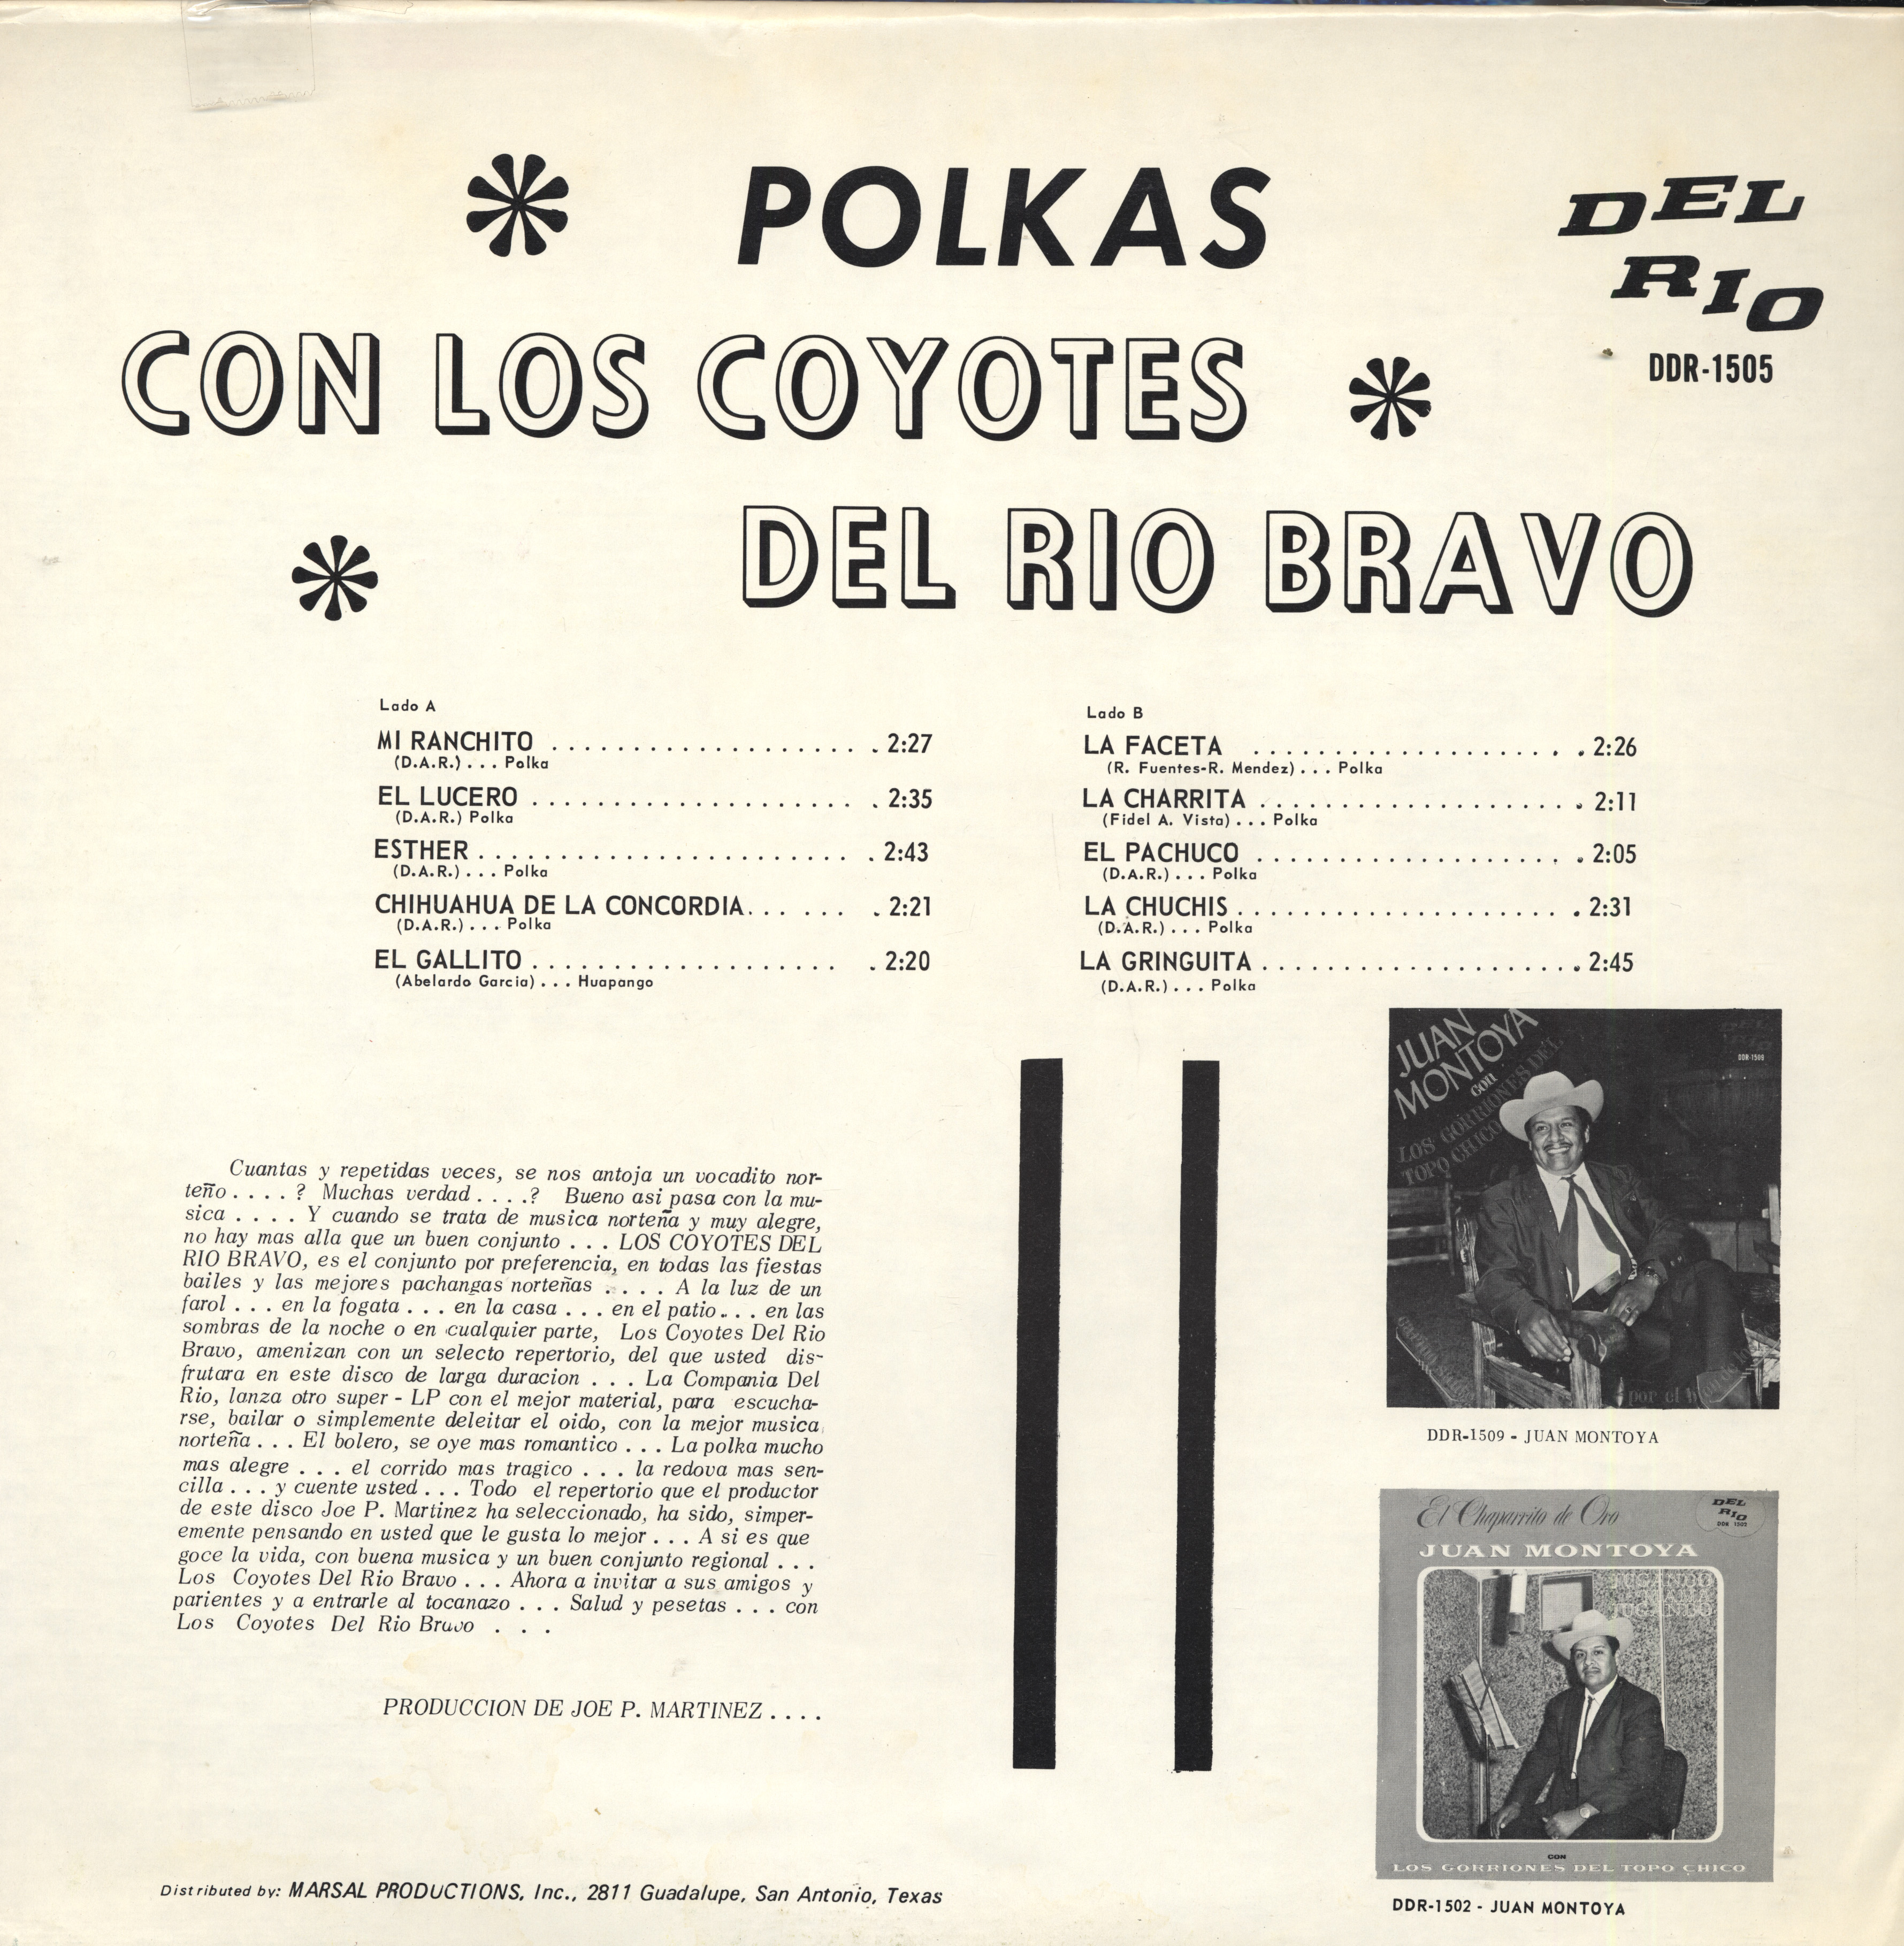 POLKAS
DEL
RIO
DDR-1505
CON LOS COYOTES
DEL RIO BRAVO
Lado A
MI RANCHITO . . . . . . . . . . . . . . . . . . . . 2:27
(D.A.R.) . . . Polka
EL LUCERO . . . . . . . . . . . . . . . . . . . . . 2:35
(D.A.R.) Polka
ESTHER . . . . . . . . . . . . . . . . . . . . . . . . . 2:43
(D.A.R.) . . . Polka
CHIHUAHUA DE LA CONCORDIA. . . . . . . 2:21
(D.A.R.) . . . Polka
EL GALLITO . . . . . . . . . . . . . . . . . . . . 2:20
(Abelardo Garcia) . . . Huapango
Lado B
LA FACETA . . . . . . . . . . . . . . . . . . . . . 2:26
(R. Fuentes-R. Mendez) . . . Polka
LA CHARRITA . . . . . . . . . . . . . . . . . . . . . 2:11
(Fidel A. Vista) . . . Polka
EL PACHUCO . . . . . . . . . . . . . . . . . . . . . 2:05
(D.A.R.) . . . Polka
LA CHUCHIS . . . . . . . . . . . . . . . . . . . . . . 2:31
(D.A.R.) . . . Polka
LA GRINGUITA . . . . . . . . . . . . . . . . . . . . . 2:45
(D.A.R.) . . . Polka
Cuantas y repetidas veces, se nos antoja un vocadito nor-
teño . . . . ? Muchas verdad . . . .? Bueno asi pasa con la mu-
sica . . . . Y cuando se trata de musica norteña y muy alegre,
no hay mas alla que un buen conjunto . . . LOS COYOTES DEL
RIO BRAVO, es el conjunto por preferencia, en todas las fiestas
bailes y las mejores pachangas norteñas . . . . A la luz de un
farol . . . en la fogata . . . en la casa . . . en el patio . . . en las
sombras de la noche o en cualquier parte, Los Coyotes Del Rio
Bravo, amenizan con un selecto repertorio, del que usted dis-
frutara en este disco de larga duracion . . . La Compania Del
Rio, lanza otro super - LP con el mejor material, para escucha-
rse, bailar o simplemente deleitar el oido, con la mejor musica
norteña . . . El bolero, se oye mas romantico . . . La polka mucho
mas alegre . . . el corrido mas tragico . . . la redova mas sen-
cilla . . . y cuente usted . . . Todo el repertorio que el productor
de este disco Joe P. Martinez ha seleccionado, ha sido, simper-
emente pensando en usted que le gusta lo mejor . . . A si es que
goce la vida, con buena musica y un buen conjunto regional . . .
Los Coyotes Del Rio Bravo . . . Ahora a invitar a sus amigos y
parientes y a entrarle al tocanazo . . . Salud y pesetas . . . con
Los Coyotes Del Rio Bravo . . .
PRODUCCION DE JOE P. MARTINEZ . . . .
JUAN
MONTOYA
con
LOS GORRIONES DEL
TOPO CHICO
DEL
RIO
por el
DDR-1509 - JUAN MONTOYA
El Chaparrito de Oro
DEL
RIO
JUAN MONTOYA
JUGANDO
JUGANDO
CON
LOS GORRIONES DEL TOPO CHICO
DDR-1502 - JUAN MONTOYA
Distributed by: MARSAL PRODUCTIONS, Inc., 2811 Guadalupe, San Antonio, Texas